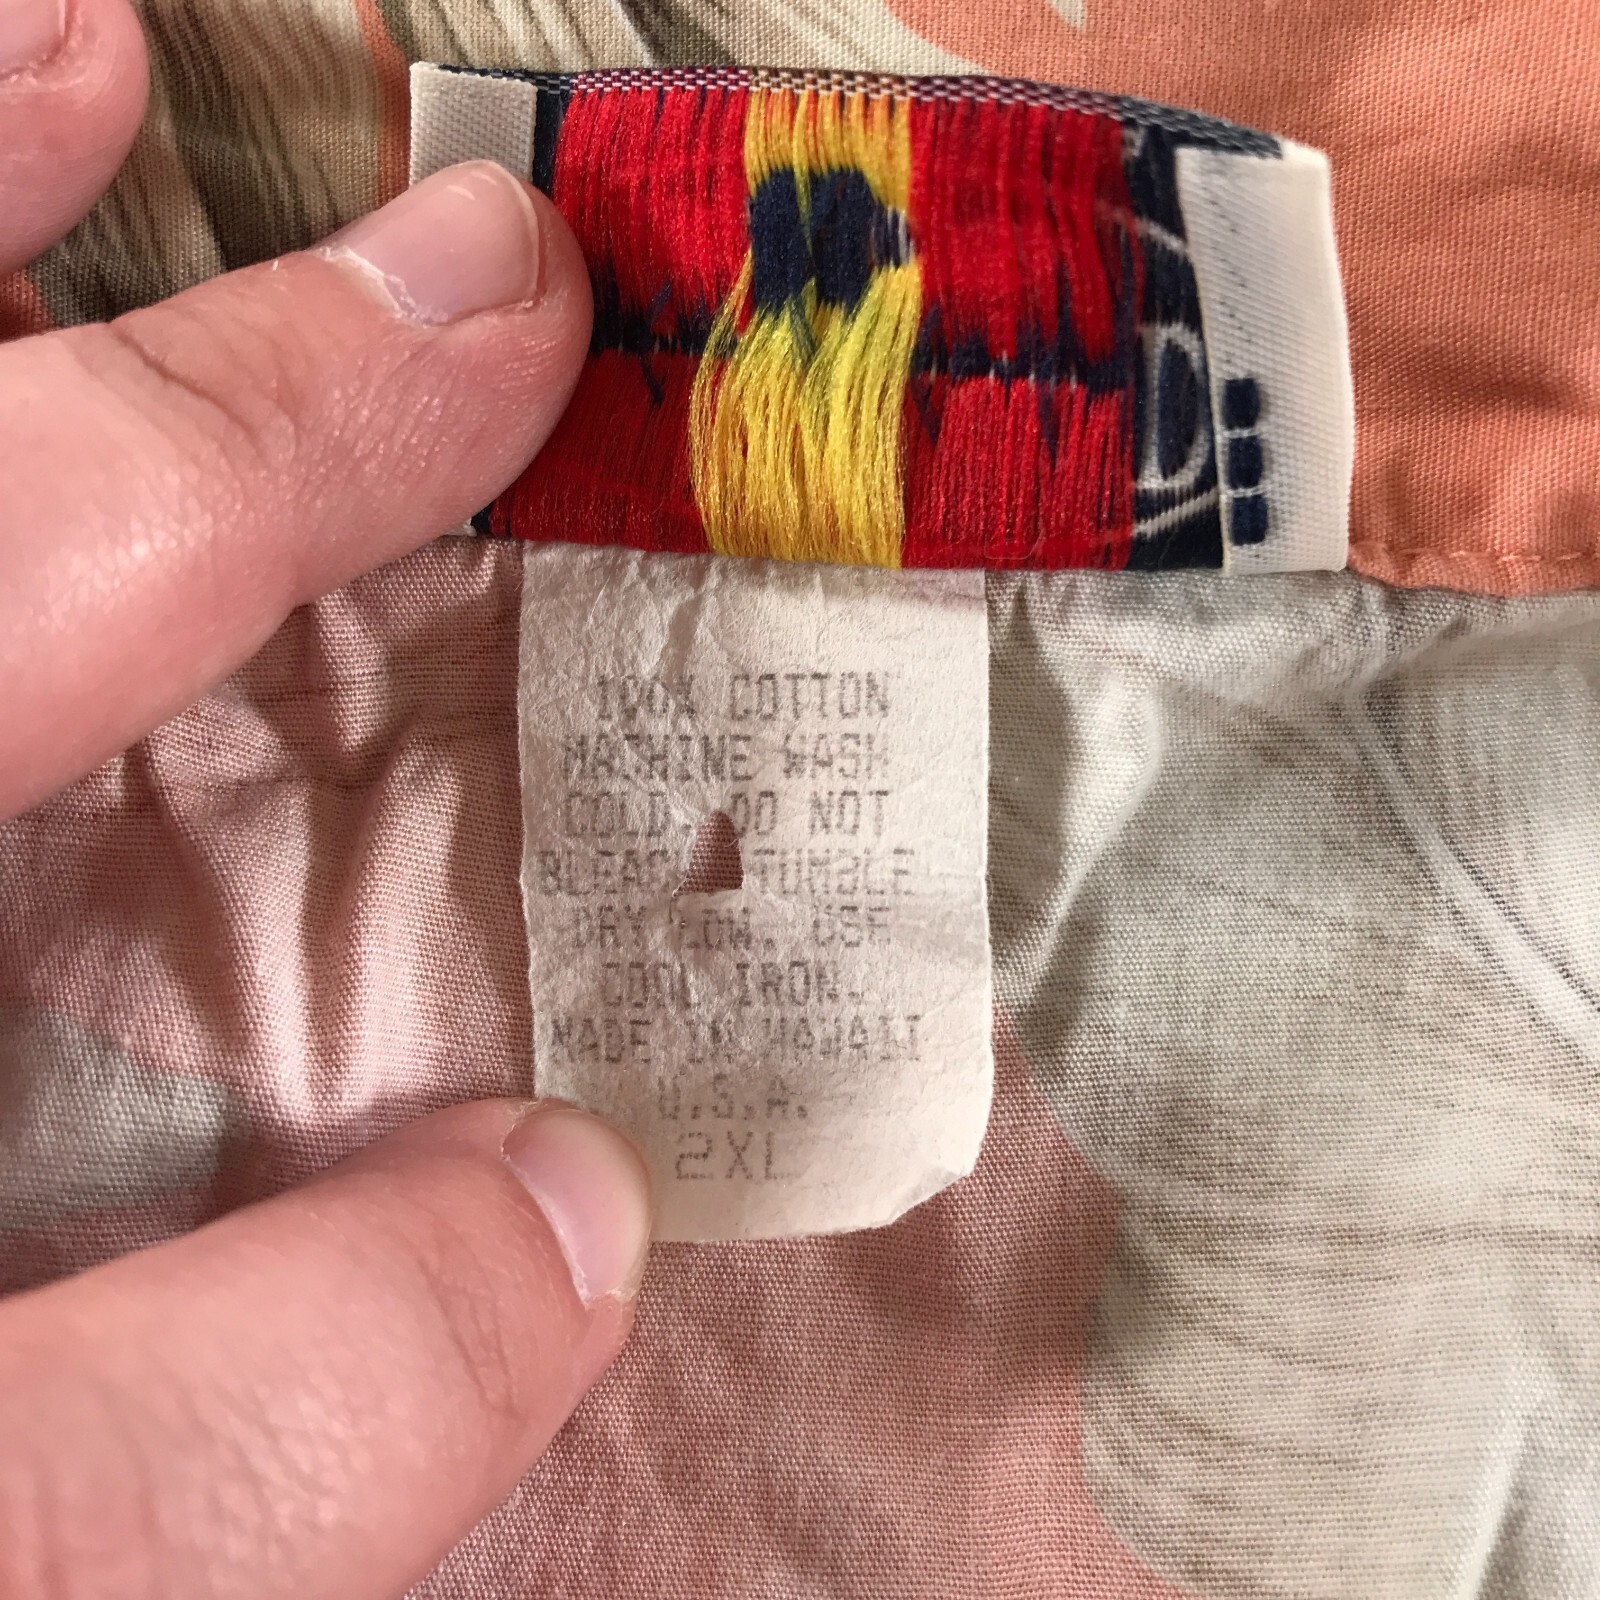 100% COTTON
MACHINE WASH
COLD. DO NOT
BLEACH TUMBLE
DRY LOW. USE
COOL IRON.
MADE IN HAWAII
U.S.A.
2XL